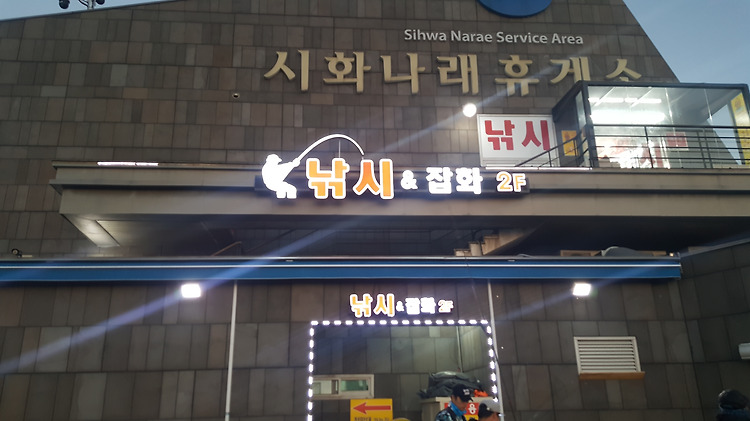 Sihwa Narae Service Area
시화나래휴게소
낚시
낚시 & 잡화 2F
낚시 & 잡화 2F